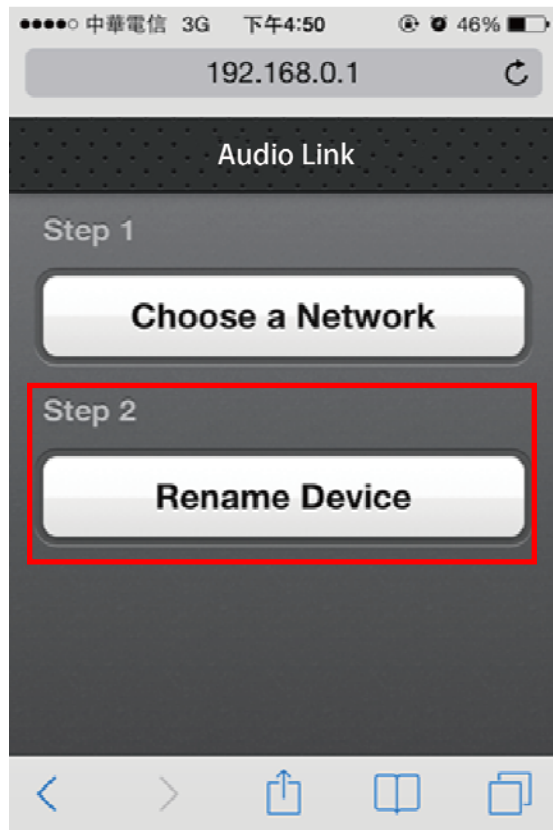 中華電信 3G 下午4:50 46%
192.168.0.1
Audio Link
Step 1
Choose a Network
Step 2
Rename Device